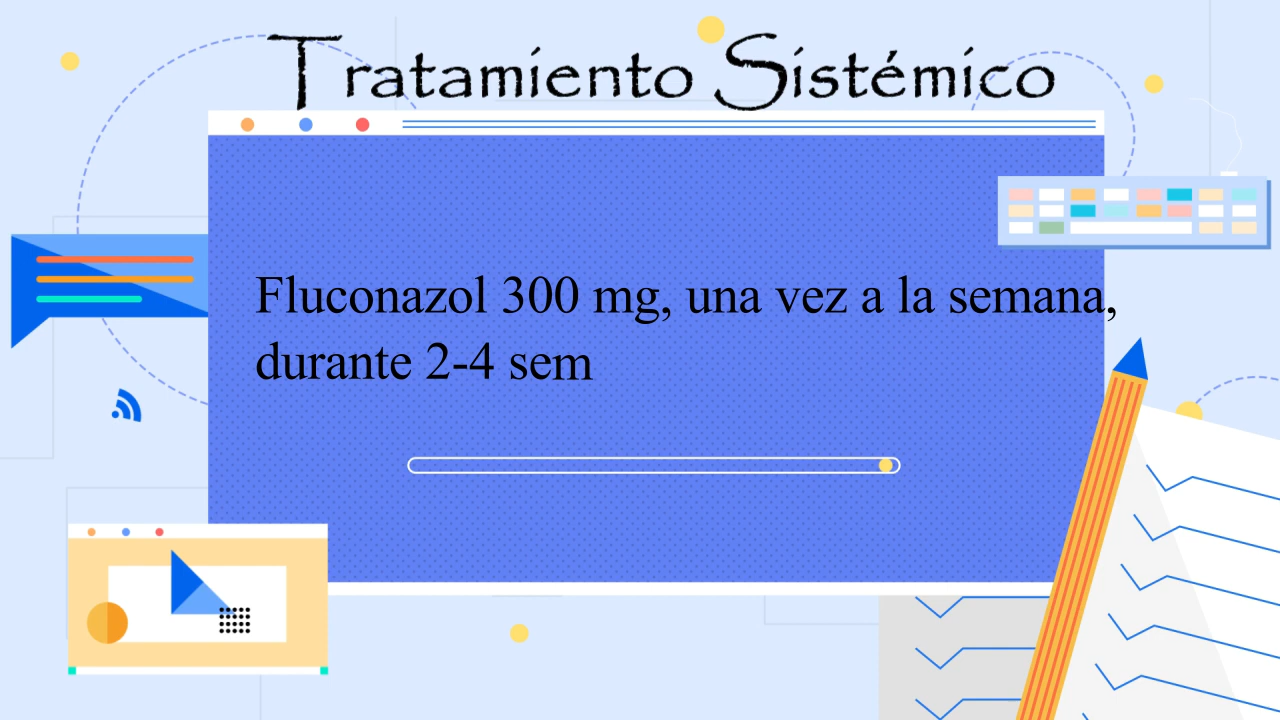 Tratamiento Sistémico
Fluconazol 300 mg, una vez a la semana,
durante 2-4 sem